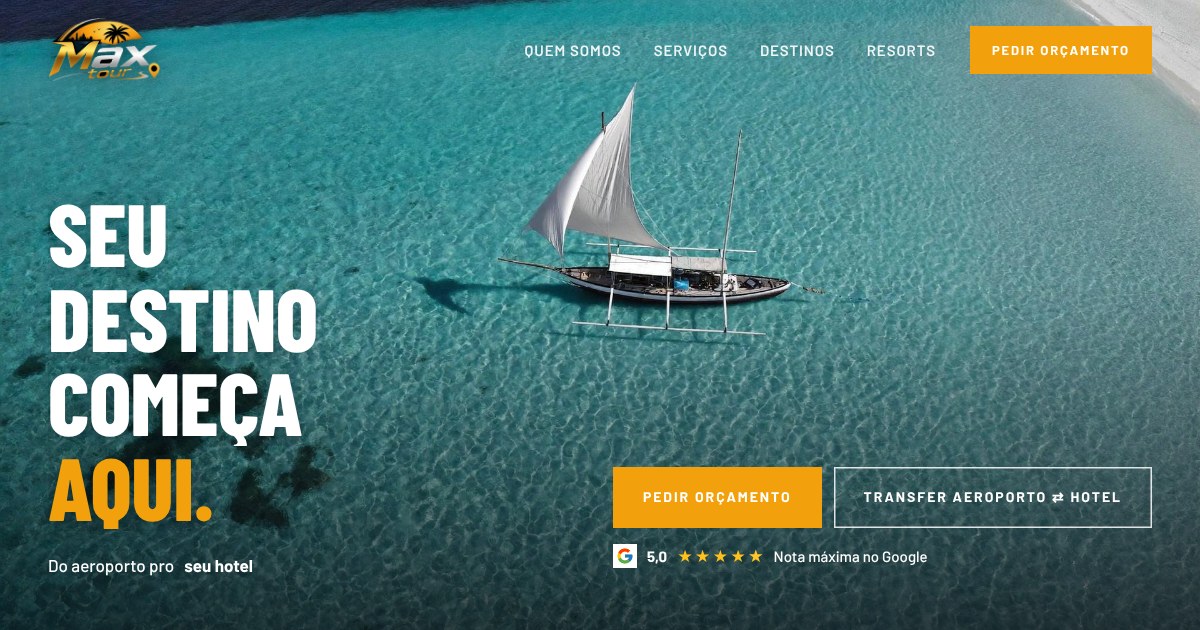 Max
tour
QUEM SOMOS
SERVIÇOS
DESTINOS
RESORTS
PEDIR ORÇAMENTO
SEU
DESTINO
COMEÇA
AQUI.
Do aeroporto pro seu hotel
PEDIR ORÇAMENTO
TRANSFER AEROPORTO ⇄ HOTEL
G 5,0 ★★★★★ Nota máxima no Google